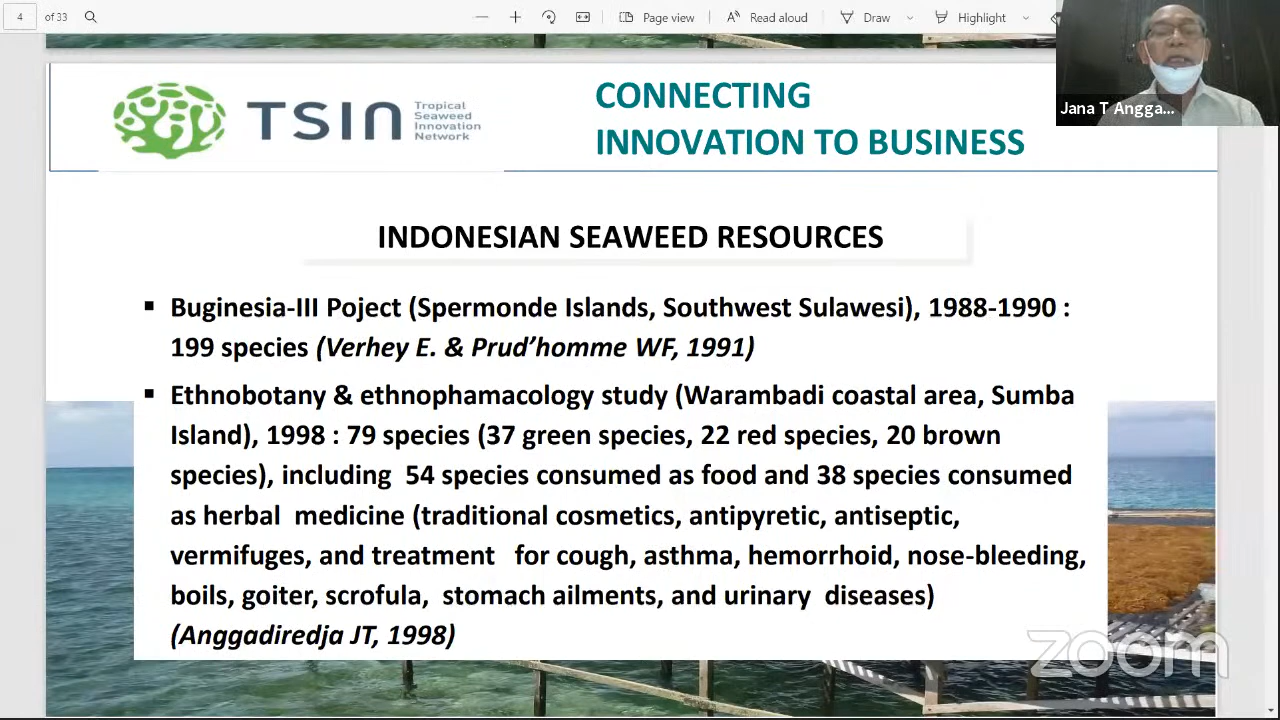 4 of 33
Page view
Read aloud
Draw
Highlight
Jana T Angga...
TSIN
Tropical
Seaweed
Innovation
Network
CONNECTING
INNOVATION TO BUSINESS
INDONESIAN SEAWEED RESOURCES
▪ Buginesia-III Poject (Spermonde Islands, Southwest Sulawesi), 1988-1990 :
199 species (Verhey E. & Prud’homme WF, 1991)
▪ Ethnobotany & ethnophamacology study (Warambadi coastal area, Sumba
Island), 1998 : 79 species (37 green species, 22 red species, 20 brown
species), including 54 species consumed as food and 38 species consumed
as herbal medicine (traditional cosmetics, antipyretic, antiseptic,
vermifuges, and treatment for cough, asthma, hemorrhoid, nose-bleeding,
boils, goiter, scrofula, stomach ailments, and urinary diseases)
(Anggadiredja JT, 1998)
zoom